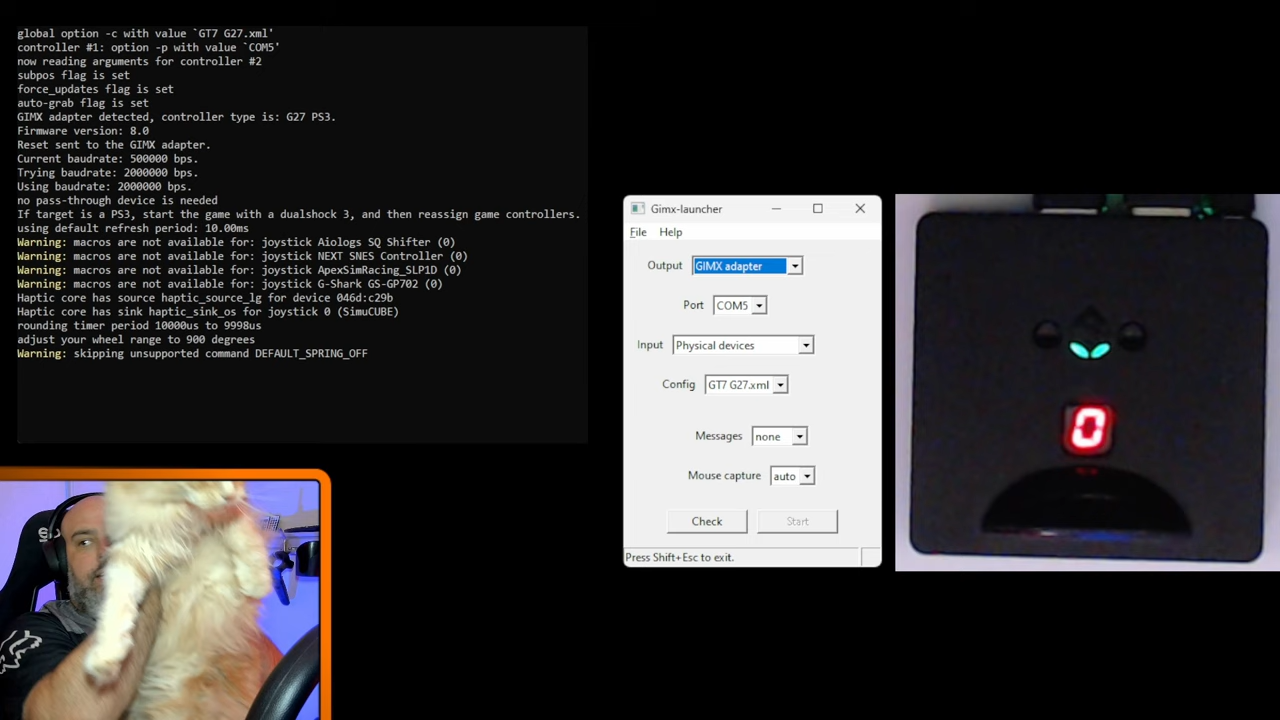 global option -c with value `GT7 G27.xml'
controller #1: option -p with value `COM5'
now reading arguments for controller #2
subpos flag is set
force_updates flag is set
auto-grab flag is set
GIMX adapter detected, controller type is: G27 PS3.
Firmware version: 8.0
Reset sent to the GIMX adapter.
Current baudrate: 500000 bps.
Trying baudrate: 2000000 bps.
Using baudrate: 2000000 bps.
no pass-through device is needed
If target is a PS3, start the game with a dualshock 3, and then reassign game controllers.
using default refresh period: 10.00ms
Warning: macros are not available for: joystick Aiologs SQ Shifter (0)
Warning: macros are not available for: joystick NEXT SNES Controller (0)
Warning: macros are not available for: joystick ApexSimRacing_SLP1D (0)
Warning: macros are not available for: joystick G-Shark GS-GP702 (0)
Haptic core has source haptic_source_lg for device 046d:c29b
Haptic core has sink haptic_sink_os for joystick 0 (SimuCUBE)
rounding timer period 10000us to 9998us
adjust your wheel range to 900 degrees
Warning: skipping unsupported command DEFAULT_SPRING_OFF
Gimx-launcher
File Help
Output GIMX adapter
Port COM5
Input Physical devices
Config GT7 G27.xml
Messages none
Mouse capture auto
Check Start
Press Shift+Esc to exit.
0